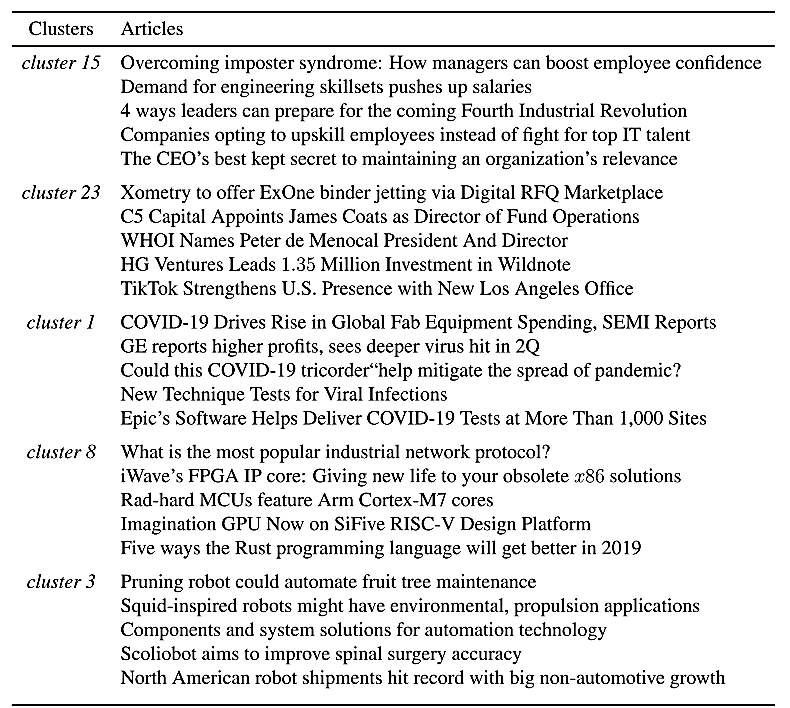 Clusters Articles
cluster 15 Overcoming imposter syndrome: How managers can boost employee confidence
Demand for engineering skillsets pushes up salaries
4 ways leaders can prepare for the coming Fourth Industrial Revolution
Companies opting to upskill employees instead of fight for top IT talent
The CEO's best kept secret to maintaining an organization's relevance
cluster 23 Xometry to offer ExOne binder jetting via Digital RFQ Marketplace
C5 Capital Appoints James Coats as Director of Fund Operations
WHOI Names Peter de Menocal President And Director
HG Ventures Leads 1.35 Million Investment in Wildnote
TikTok Strengthens U.S. Presence with New Los Angeles Office
cluster 1 COVID-19 Drives Rise in Global Fab Equipment Spending, SEMI Reports
GE reports higher profits, sees deeper virus hit in 2Q
Could this COVID-19 tricorder“help mitigate the spread of pandemic?
New Technique Tests for Viral Infections
Epic's Software Helps Deliver COVID-19 Tests at More Than 1,000 Sites
cluster 8 What is the most popular industrial network protocol?
iWave's FPGA IP core: Giving new life to your obsolete x86 solutions
Rad-hard MCUs feature Arm Cortex-M7 cores
Imagination GPU Now on SiFive RISC-V Design Platform
Five ways the Rust programming language will get better in 2019
cluster 3 Pruning robot could automate fruit tree maintenance
Squid-inspired robots might have environmental, propulsion applications
Components and system solutions for automation technology
Scoliobot aims to improve spinal surgery accuracy
North American robot shipments hit record with big non-automotive growth